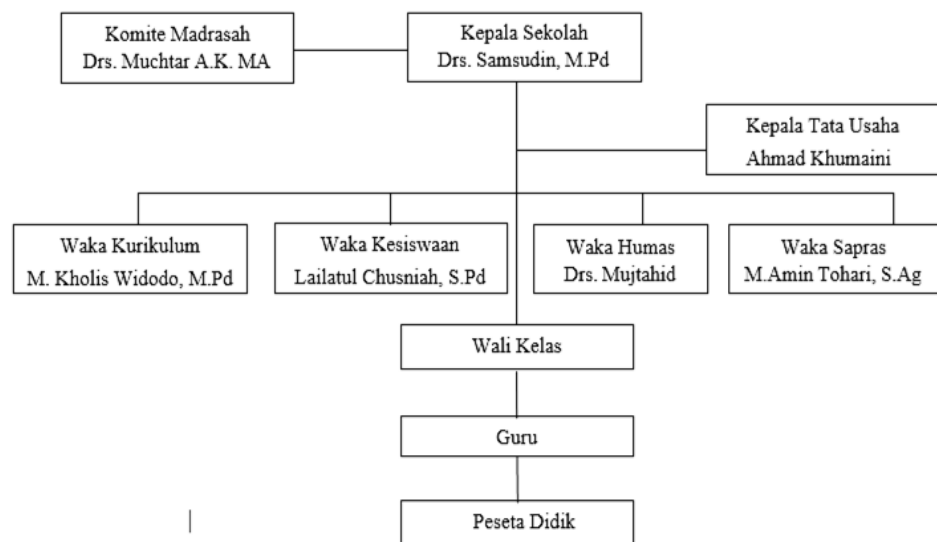 Komite Madrasah
Drs. Muchtar A.K. MA
Kepala Sekolah
Drs. Samsudin, M.Pd
Kepala Tata Usaha
Ahmad Khumaini
Waka Kurikulum
M. Kholis Widodo, M.Pd
Waka Kesiswaan
Lailatul Chusniah, S.Pd
Waka Humas
Drs. Mujtahid
Waka Sapras
M.Amin Tohari, S.Ag
Wali Kelas
Guru
Peseta Didik